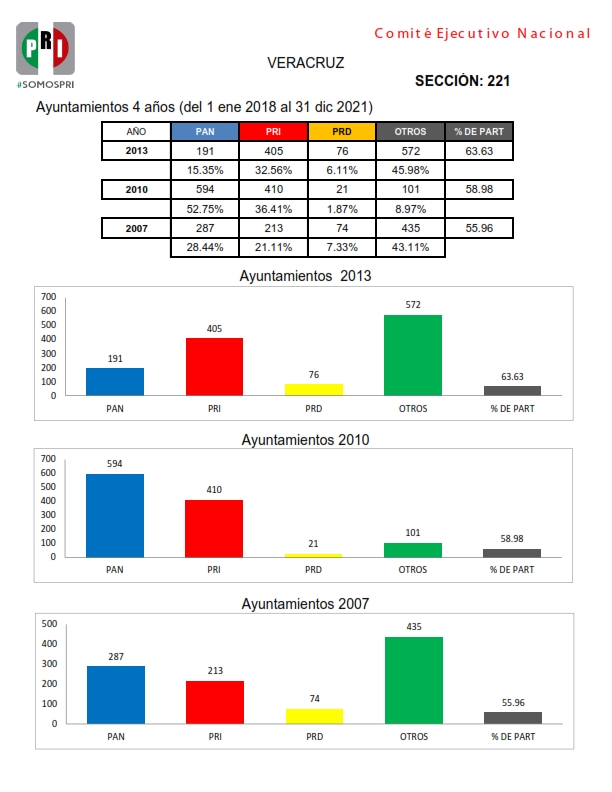 Comité Ejecutivo Nacional
PRI
#SOMOSPRI
VERACRUZ
SECCIÓN: 221
Ayuntamientos 4 años (del 1 ene 2018 al 31 dic 2021)
AÑO PAN PRI PRD OTROS % DE PART
2013 191 405 76 572 63.63
15.35% 32.56% 6.11% 45.98%
2010 594 410 21 101 58.98
52.75% 36.41% 1.87% 8.97%
2007 287 213 74 435 55.96
28.44% 21.11% 7.33% 43.11%
Ayuntamientos 2013
700
600
500
400
300
200
100
0
191 405 76 572 63.63
PAN PRI PRD OTROS % DE PART
Ayuntamientos 2010
700
600
500
400
300
200
100
0
594 410 21 101 58.98
PAN PRI PRD OTROS % DE PART
Ayuntamientos 2007
500
400
300
200
100
0
287 213 74 435 55.96
PAN PRI PRD OTROS % DE PART